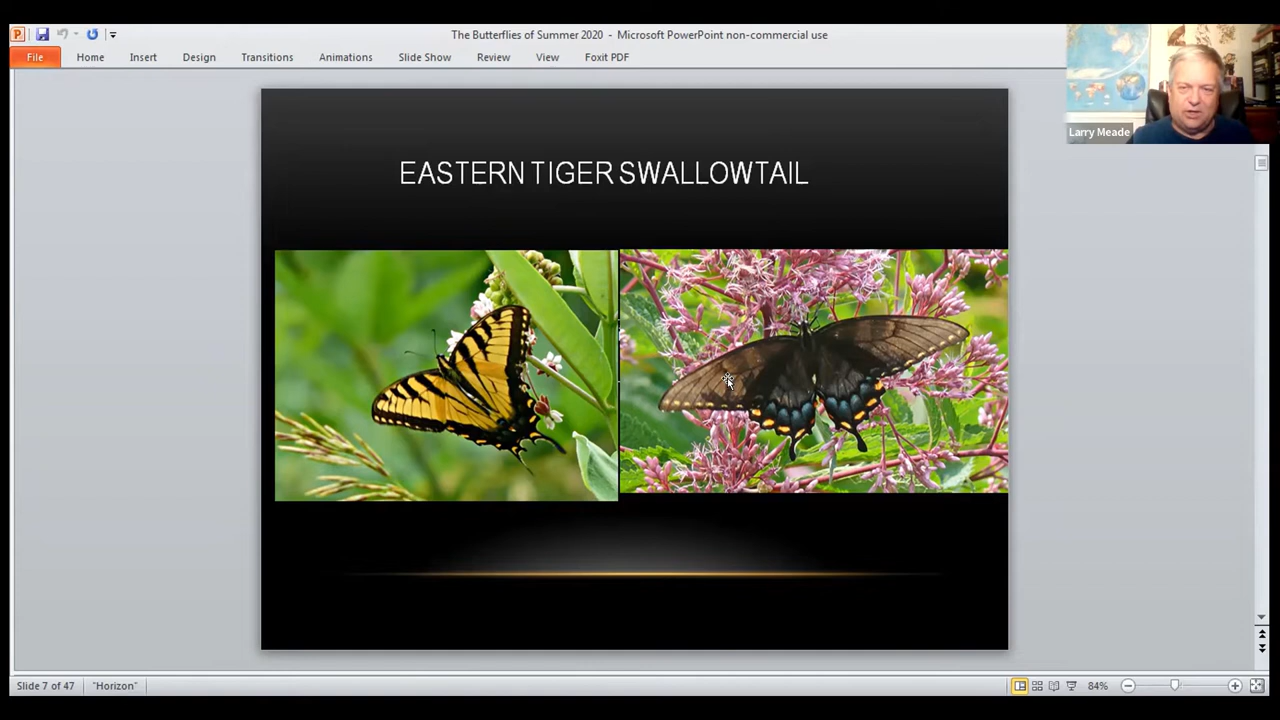 The Butterflies of Summer 2020 - Microsoft PowerPoint non-commercial use
File Home Insert Design Transitions Animations Slide Show Review View Foxit PDF
Larry Meade
EASTERN TIGER SWALLOWTAIL
Slide 7 of 47 "Horizon" 84%